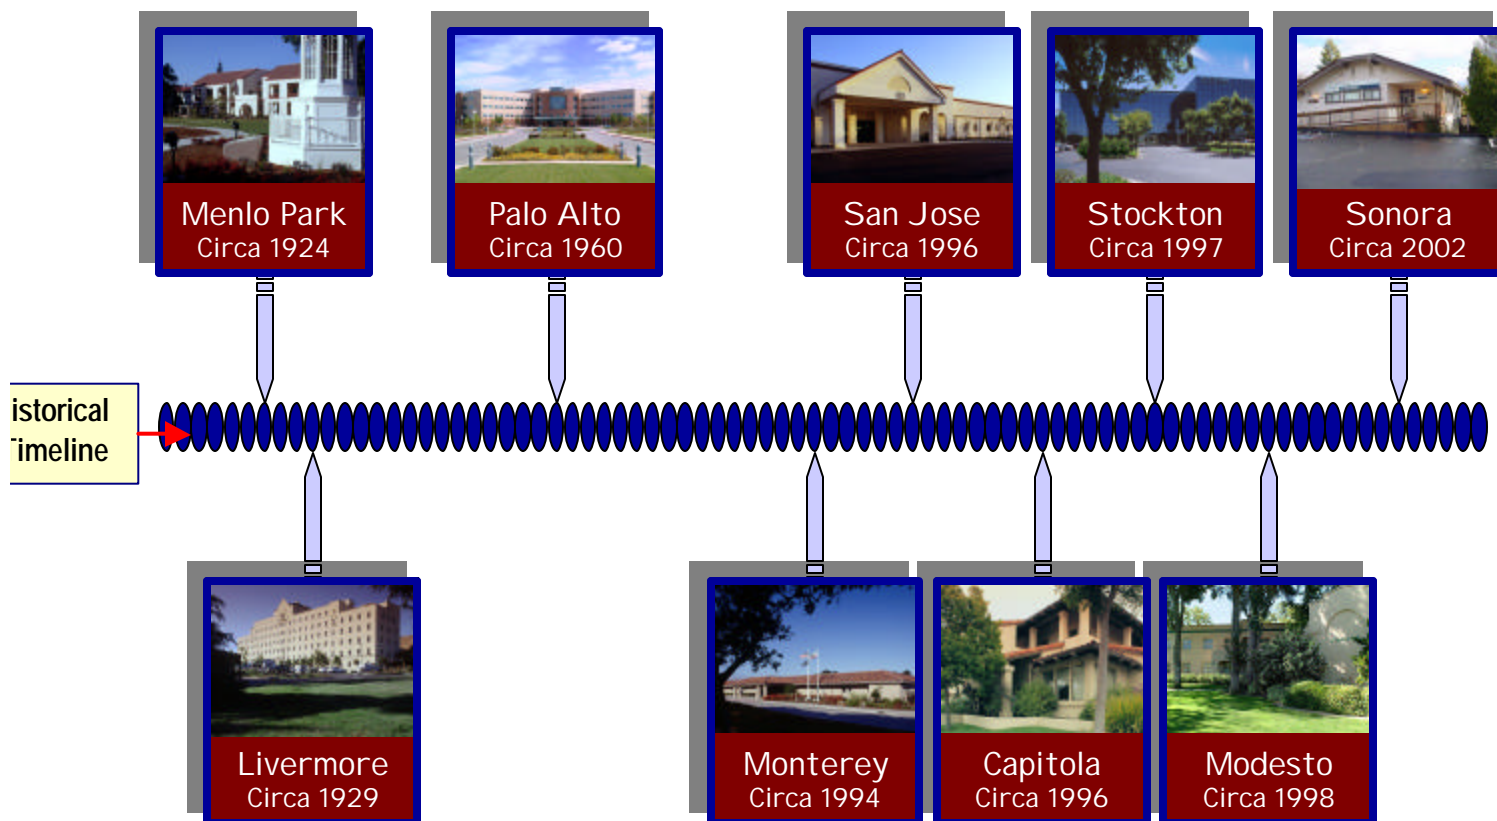 Menlo Park
Circa 1924
Palo Alto
Circa 1960
San Jose
Circa 1996
Stockton
Circa 1997
Sonora
Circa 2002
istorical
Timeline
Livermore
Circa 1929
Monterey
Circa 1994
Capitola
Circa 1996
Modesto
Circa 1998